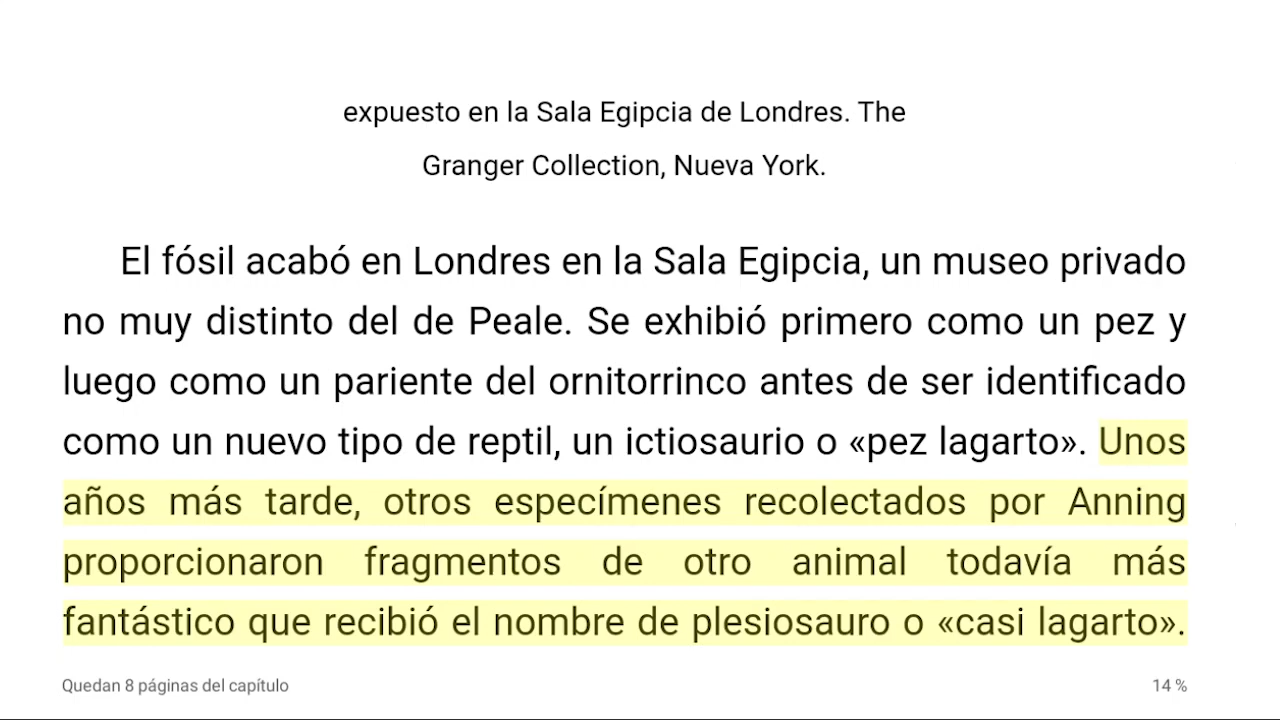 expuesto en la Sala Egipcia de Londres. The
Granger Collection, Nueva York.
El fósil acabó en Londres en la Sala Egipcia, un museo privado
no muy distinto del de Peale. Se exhibió primero como un pez y
luego como un pariente del ornitorrinco antes de ser identificado
como un nuevo tipo de reptil, un ictiosaurio o «pez lagarto». Unos
años más tarde, otros especímenes recolectados por Anning
proporcionaron fragmentos de otro animal todavía más
fantástico que recibió el nombre de plesiosauro o «casi lagarto».
Quedan 8 páginas del capítulo
14 %